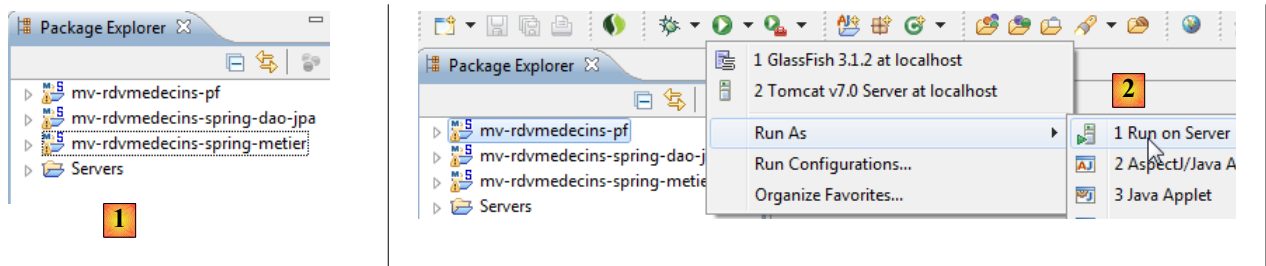 Package Explorer
mv-rdvmedecins-pf
mv-rdvmedecins-spring-dao-jpa
mv-rdvmedecins-spring-metier
Servers
1
Package Explorer
mv-rdvmedecins-pf
mv-rdvmedecins-spring-dao-j
mv-rdvmedecins-spring-metie
Servers
1 GlassFish 3.1.2 at localhost
2 Tomcat v7.0 Server at localhost
Run As
Run Configurations...
Organize Favorites...
2
1 Run on Server
2 AspectJ/Java A
3 Java Applet